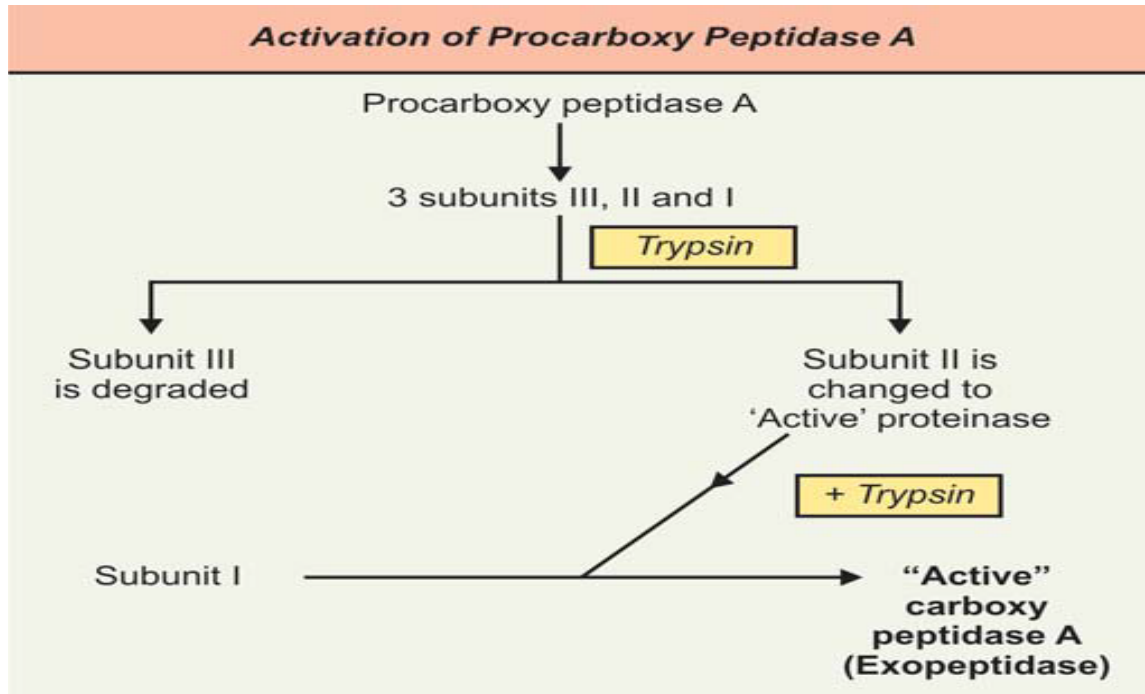 Activation of Procarboxy Peptidase A
Procarboxy peptidase A
3 subunits III, II and I
Trypsin
Subunit III
is degraded
Subunit II is
changed to
‘Active’ proteinase
+ Trypsin
Subunit I
“Active”
carboxy
peptidase A
(Exopeptidase)